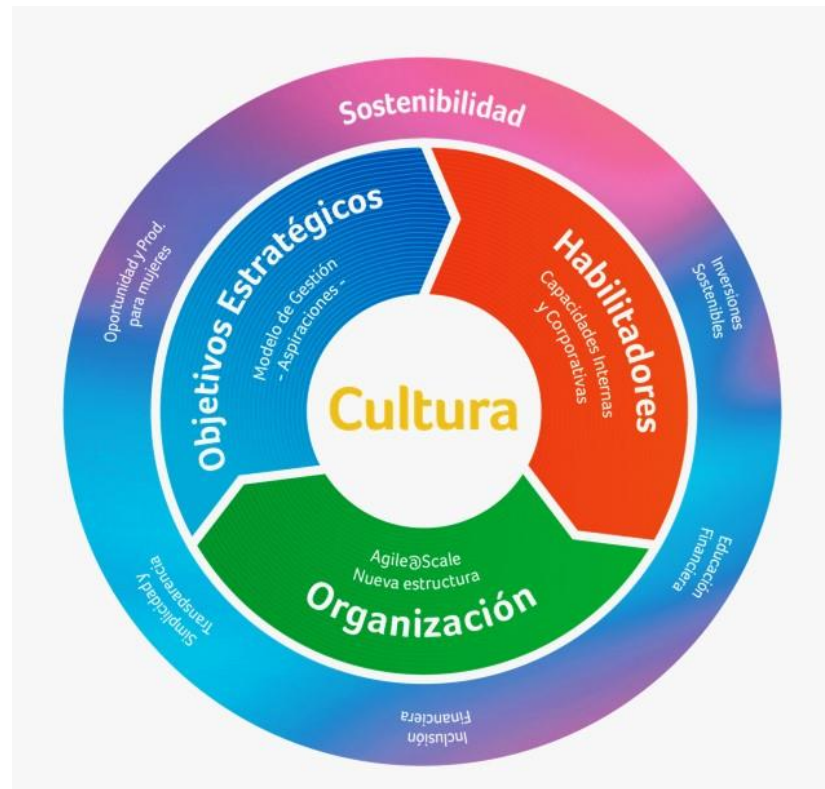 Sostenibilidad
Oportunidad y Prod.
para mujeres
Inversiones
Sostenibles
Objetivos Estratégicos
Modelo de Gestión
- Aspiraciones -
Habilitadores
Capacidades Internas
y Corporativas
Cultura
Agile@Scale
Nueva estructura
Organización
Educación
Financiera
Simplicidad y
Transparencia
Inclusión
Financiera